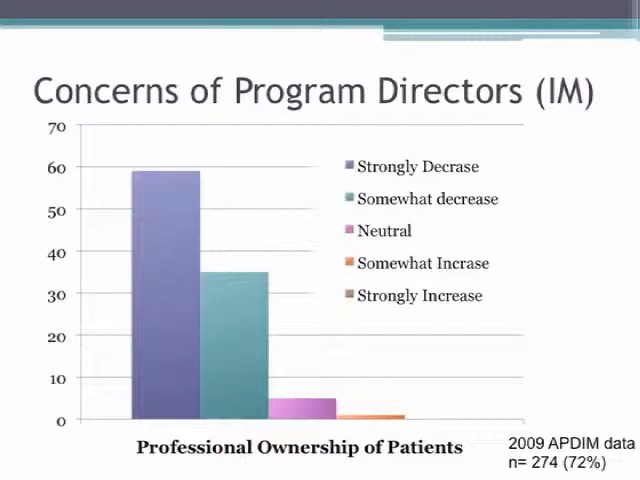 Concerns of Program Directors (IM)
70
60
50
40
30
20
10
0
Strongly Decrase
Somewhat decrease
Neutral
Somewhat Incrase
Strongly Increase
Professional Ownership of Patients
2009 APDIM data
n= 274 (72%)